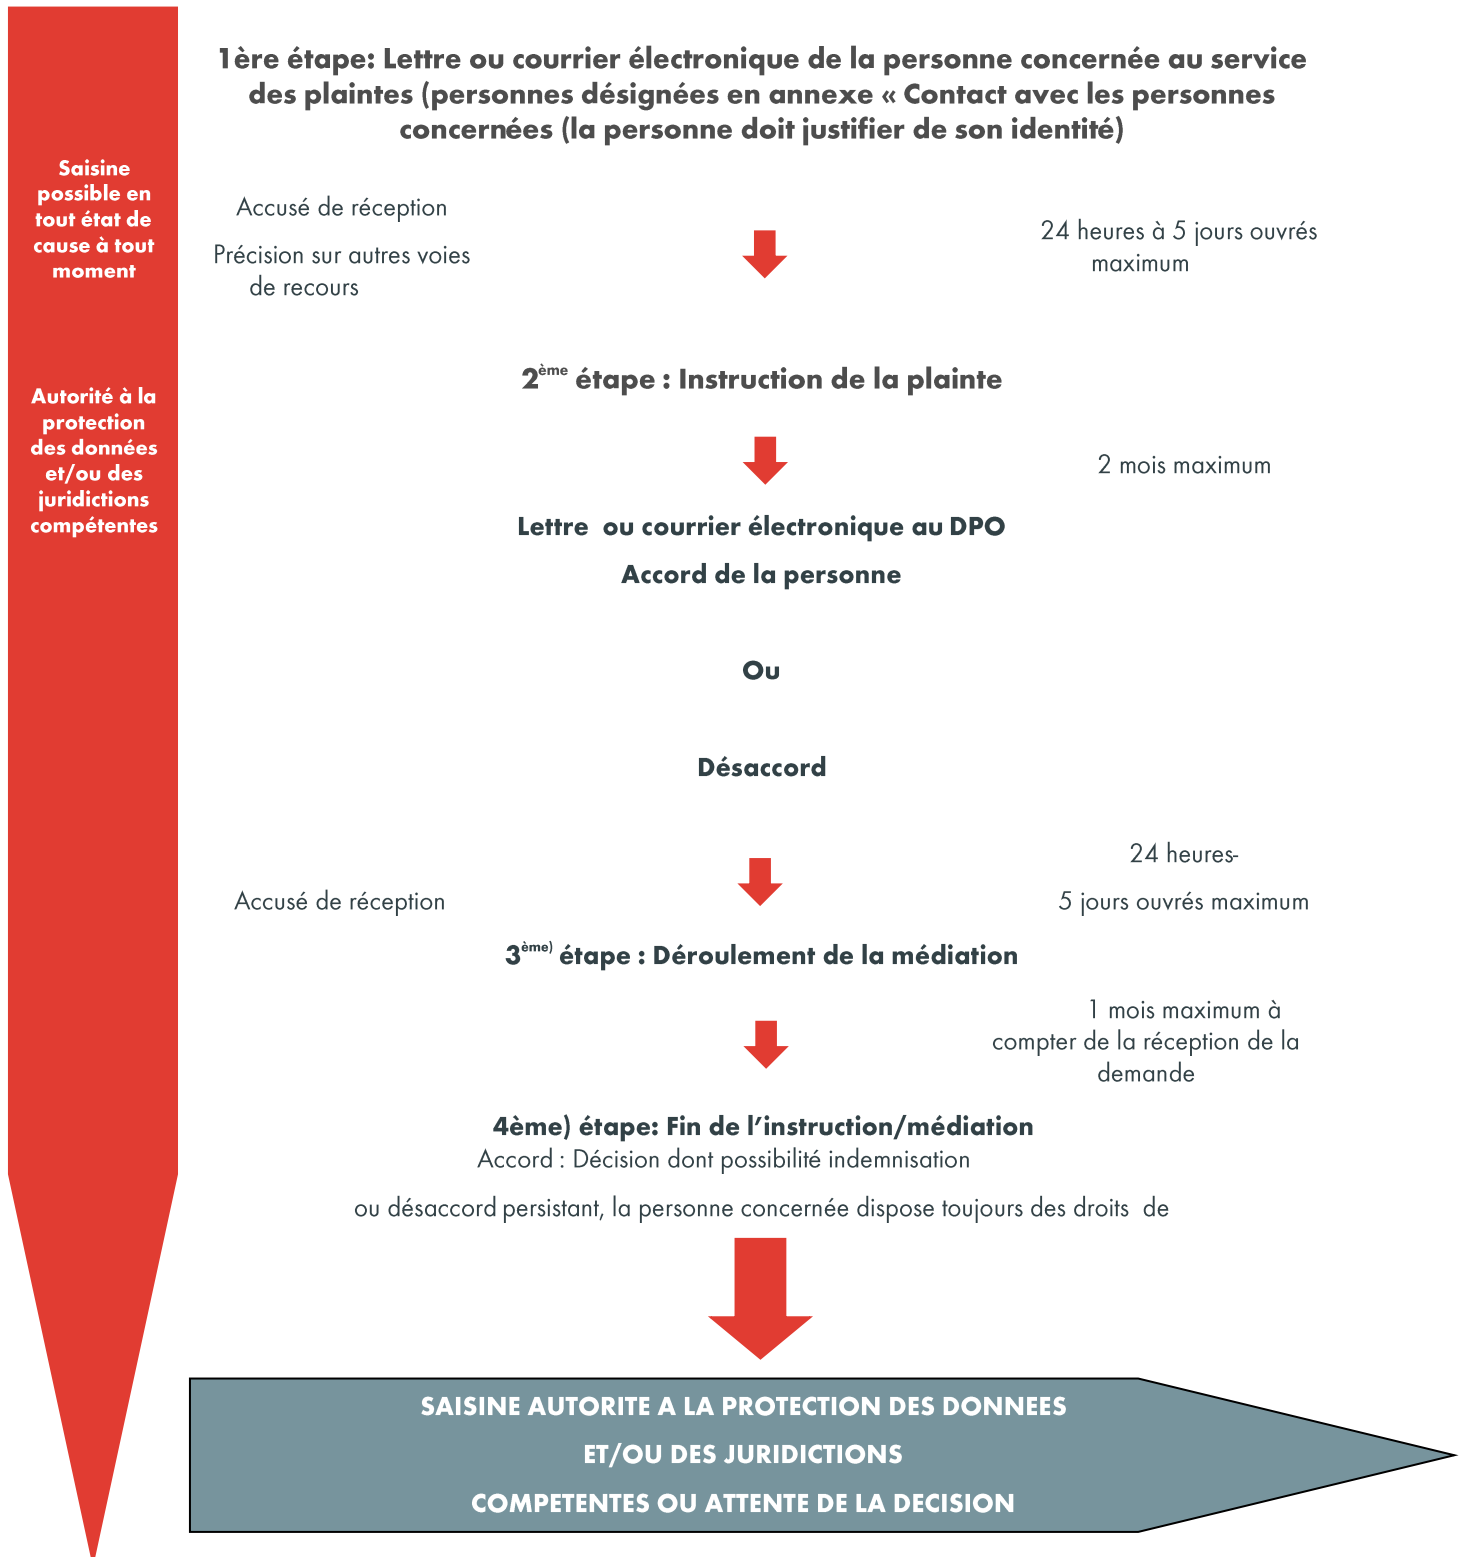 1ère étape: Lettre ou courrier électronique de la personne concernée au service
des plaintes (personnes désignées en annexe « Contact avec les personnes
concernées (la personne doit justifier de son identité)
Saisine
possible en
tout état de
cause à tout
moment
Accusé de réception
Précision sur autres voies
de recours
24 heures à 5 jours ouvrés
maximum
Autorité à la
protection
des données
et/ou des
juridictions
compétentes
2ème étape : Instruction de la plainte
2 mois maximum
Lettre ou courrier électronique au DPO
Accord de la personne
Ou
Désaccord
24 heures-
Accusé de réception
5 jours ouvrés maximum
3ème) étape : Déroulement de la médiation
1 mois maximum à
compter de la réception de la
demande
4ème) étape: Fin de l’instruction/médiation
Accord : Décision dont possibilité indemnisation
ou désaccord persistant, la personne concernée dispose toujours des droits de
SAISINE AUTORITE A LA PROTECTION DES DONNEES
ET/OU DES JURIDICTIONS
COMPETENTES OU ATTENTE DE LA DECISION